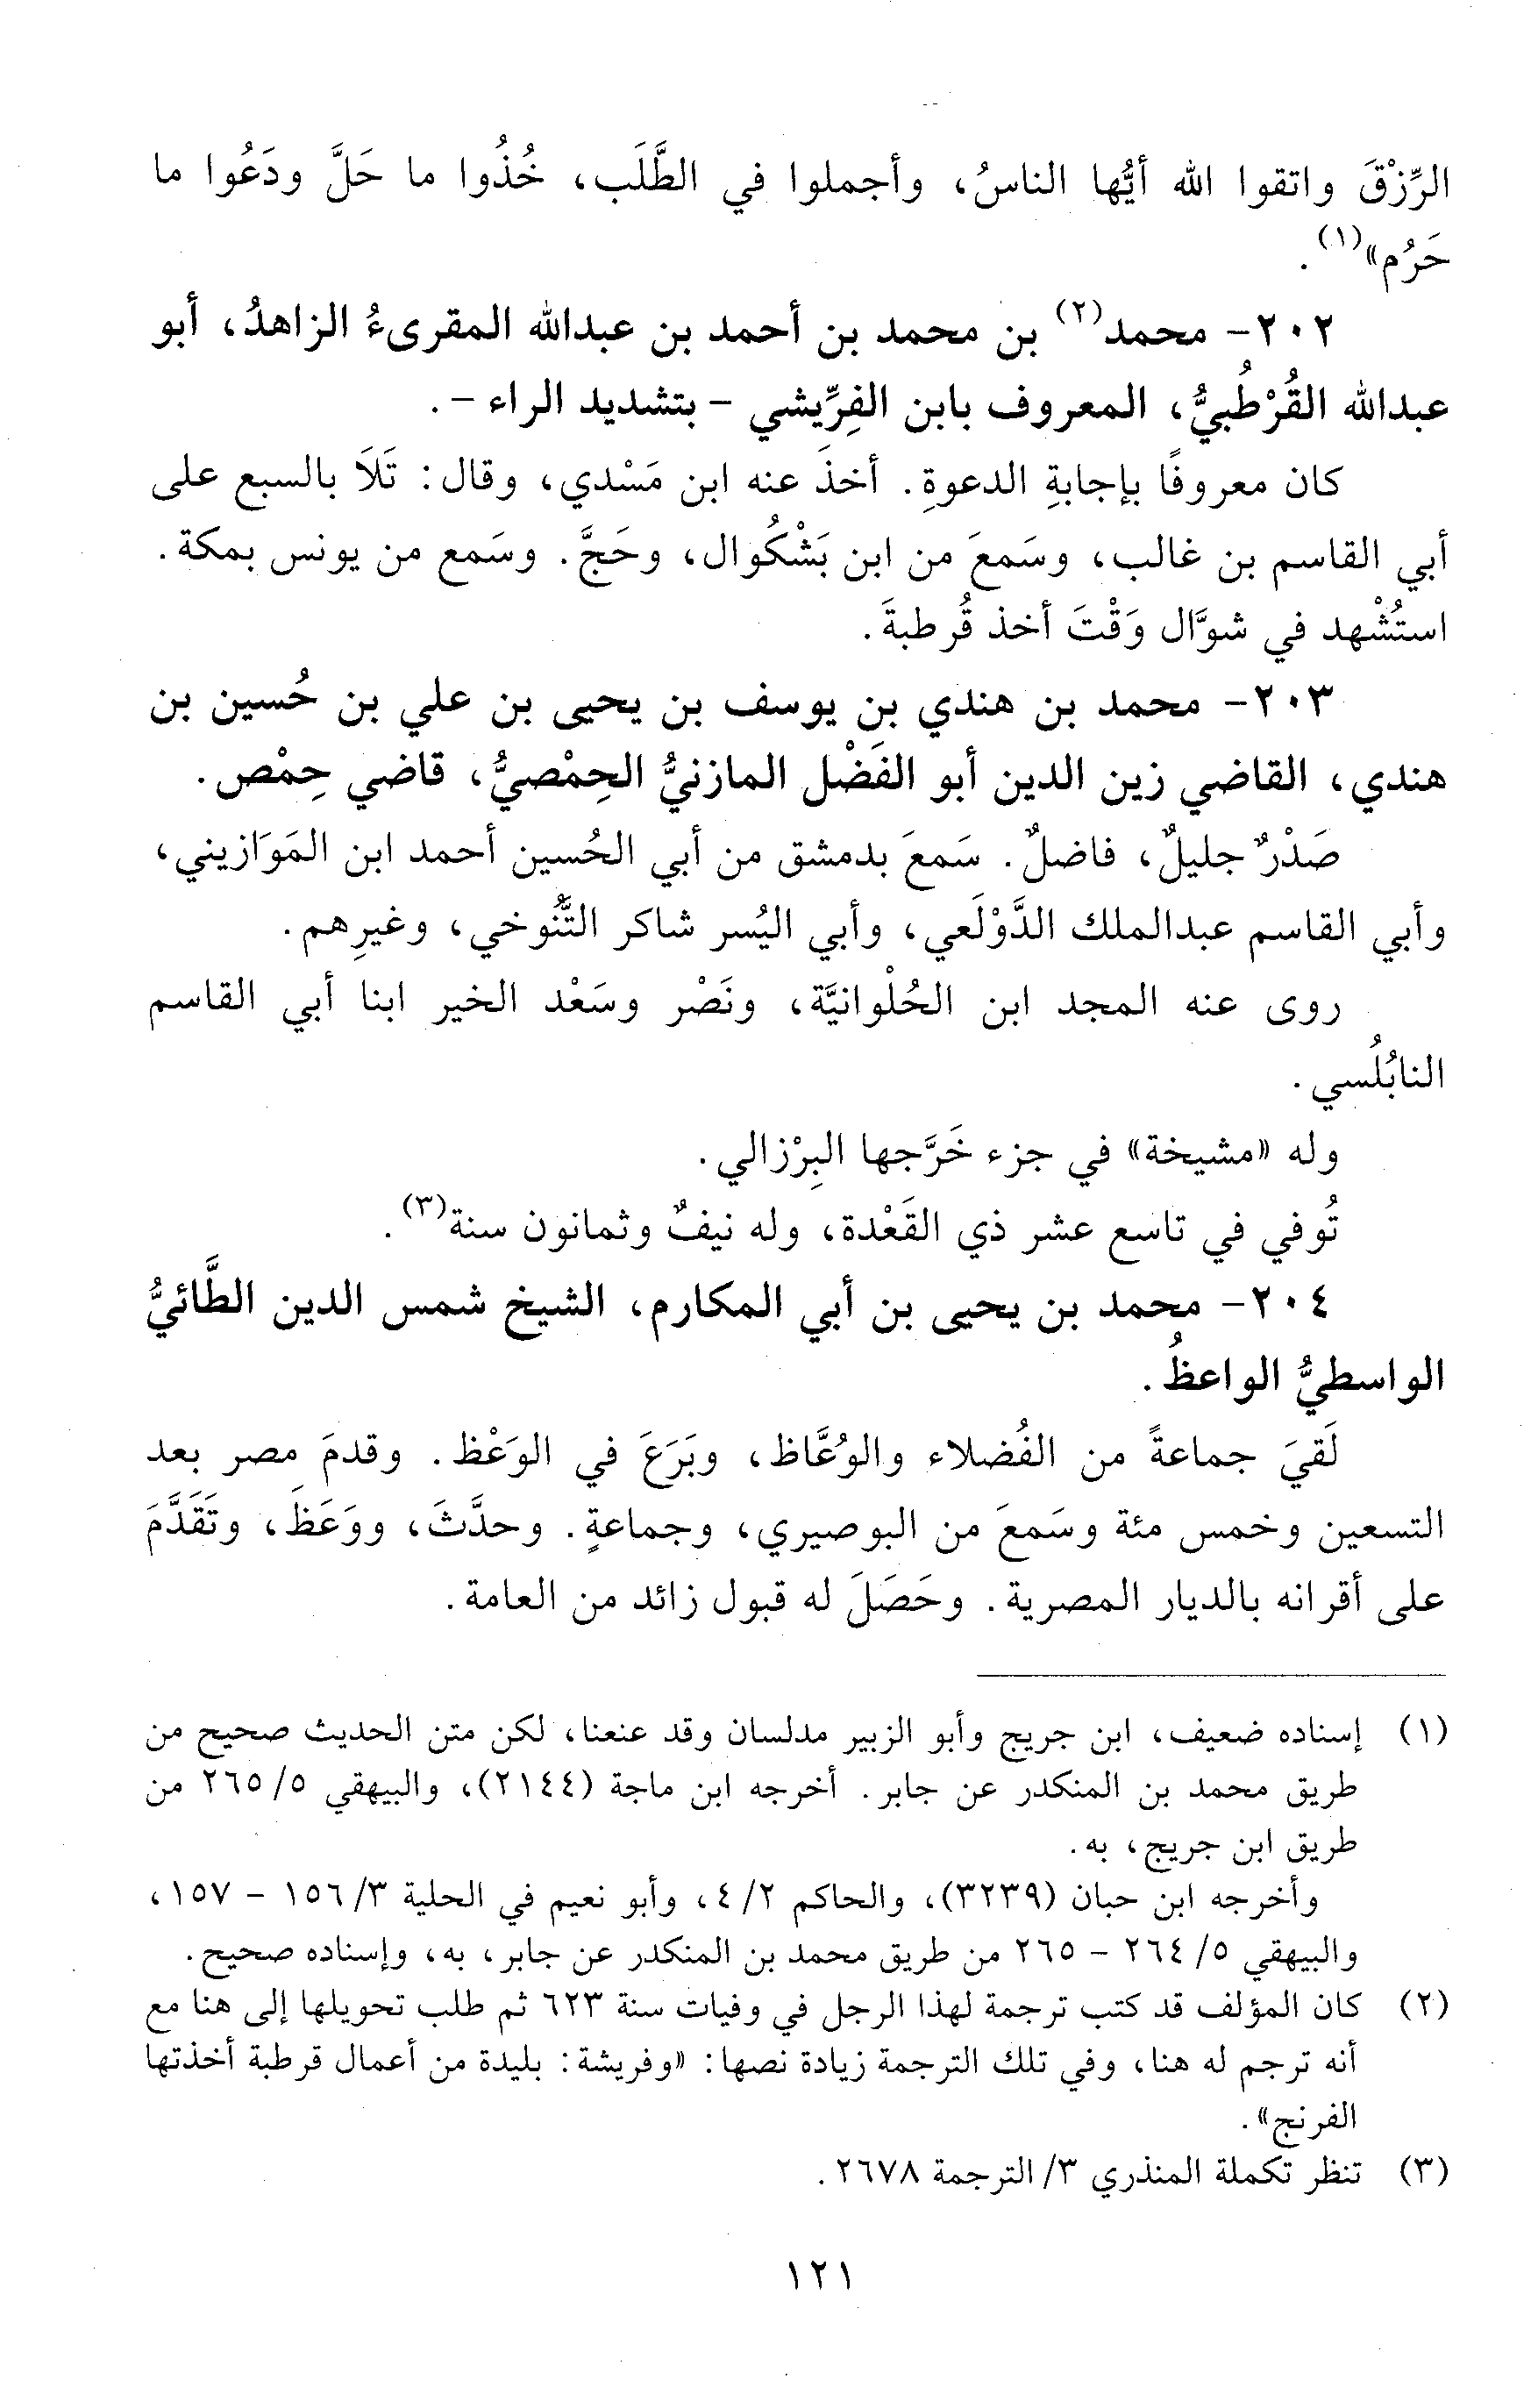 الرِّزْقَ واتقوا الله أيُّها الناسُ، وأجملوا في الطَّلَب، خُذُوا ما حَلَّ ودَعُوا ما
حَرُم»(١).
٢٠٢- محمد(٢) بن محمد بن أحمد بن عبدالله المقرىءُ الزاهدُ، أبو
عبدالله القُرْطُبيُّ، المعروف بابن الفِرِّيشي - بتشديد الراء -.
كان معروفًا بإجابةِ الدعوةِ. أخذَ عنه ابن مَسْدي، وقال: تَلاَ بالسبع على
أبي القاسم بن غالب، وسَمعَ من ابن بَشْكُوال، وحَجَّ. وسَمع من يونس بمكة.
استُشْهد في شوَّال وَقْتَ أخذ قُرطبةَ.
٢٠٣- محمد بن هندي بن يوسف بن يحيى بن علي بن حُسين بن
هندي، القاضي زين الدين أبو الفَضْل المازنيُّ الحِمْصيُّ، قاضي حِمْص.
صَدْرٌ جليلٌ، فاضلٌ. سَمعَ بدمشق من أبي الحُسين أحمد ابن المَوَازيني،
وأبي القاسم عبدالملك الدَّوْلَعي، وأبي اليُسر شاكر التَّنُوخي، وغيرِهم.
روى عنه المجد ابن الحُلْوانيَّة، ونَصْر وسَعْد الخير ابنا أبي القاسم
النابُلُسي.
وله «مشيخة» في جزء خَرَّجها البِرْزالي.
تُوفي في تاسع عشر ذي القَعْدة، وله نيفٌ وثمانون سنة(٣).
٢٠٤- محمد بن يحيى بن أبي المكارم، الشيخ شمس الدين الطَّائيُّ
الواسطيُّ الواعظُ.
لَقيَ جماعةً من الفُضلاء والوُعَّاظ، وبَرَعَ في الوَعْظ. وقدمَ مصر بعد
التسعين وخمس مئة وسَمعَ من البوصيري، وجماعةٍ. وحدَّثَ، ووَعَظَ، وتَقَدَّمَ
على أقرانه بالديار المصرية. وحَصَلَ له قبول زائد من العامة.
(١) إسناده ضعيف، ابن جريج وأبو الزبير مدلسان وقد عنعنا، لكن متن الحديث صحيح من
طريق محمد بن المنكدر عن جابر. أخرجه ابن ماجة (٢١٤٤)، والبيهقي ٥/ ٢٦٥ من
طريق ابن جريج، به.
وأخرجه ابن حبان (٣٢٣٩)، والحاكم ٢/ ٤، وأبو نعيم في الحلية ٣/ ١٥٦ - ١٥٧،
والبيهقي ٥/ ٢٦٤ - ٢٦٥ من طريق محمد بن المنكدر عن جابر، به، وإسناده صحيح.
(٢) كان المؤلف قد كتب ترجمة لهذا الرجل في وفيات سنة ٦٢٣ ثم طلب تحويلها إلى هنا مع
أنه ترجم له هنا، وفي تلك الترجمة زيادة نصها: «وفريشة: بليدة من أعمال قرطبة أخذتها
الفرنج».
(٣) تنظر تكملة المنذري ٣/ الترجمة ٢٦٧٨.
١٢١